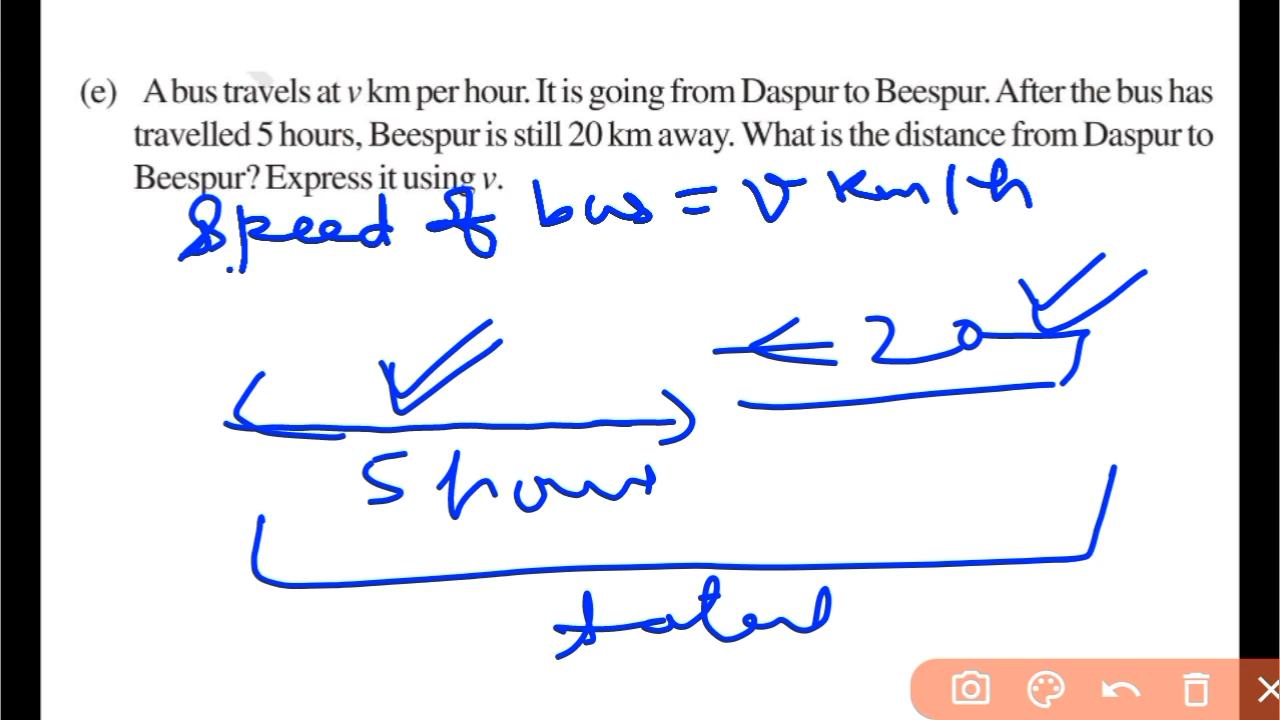 (e) A bus travels at v km per hour. It is going from Daspur to Beespur. After the bus has
travelled 5 hours, Beespur is still 20 km away. What is the distance from Daspur to
Beespur? Express it using v.
Speed of bus = v km/h
20
5 hours
total